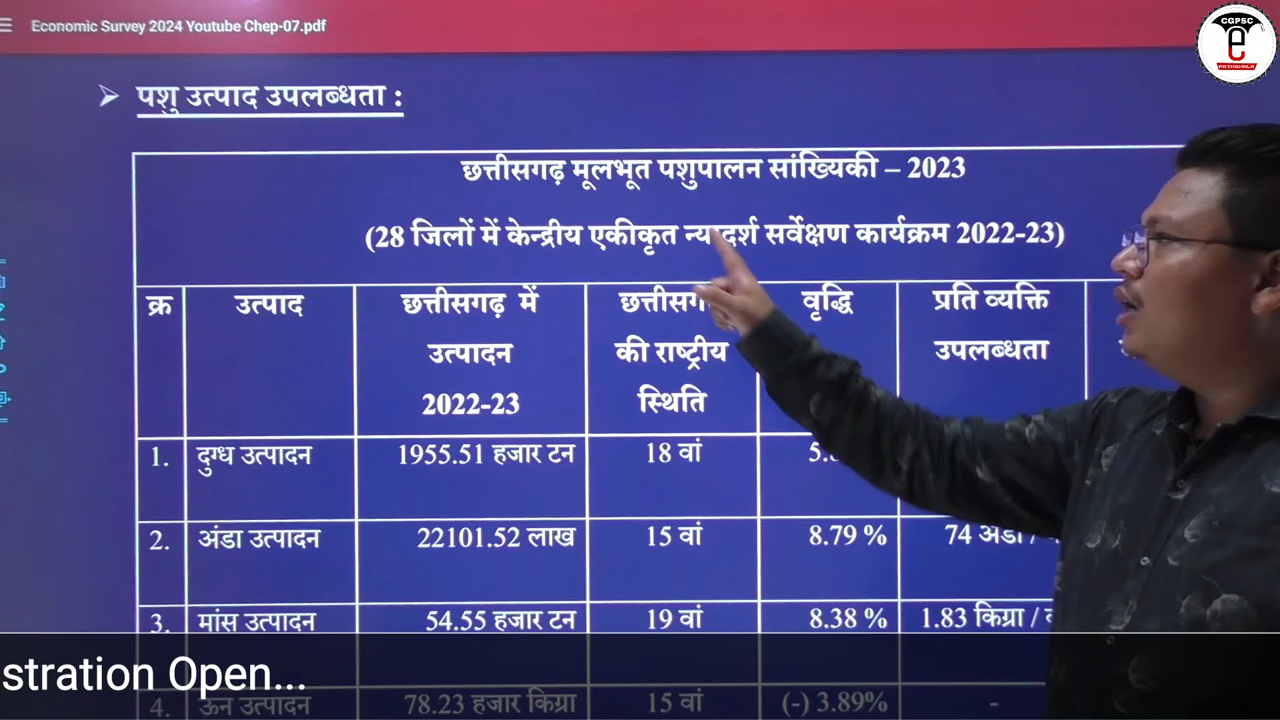 Economic Survey 2024 Youtube Chep-07.pdf
CGPSC
e
PATHSHALA
➢ पशु उत्पाद उपलब्धता :
छत्तीसगढ़ मूलभूत पशुपालन सांख्यिकी – 2023
(28 जिलों में केन्द्रीय एकीकृत न्यादर्श सर्वेक्षण कार्यक्रम 2022-23)
क्र उत्पाद छत्तीसगढ़ में उत्पादन 2022-23 छत्तीसगढ़ की राष्ट्रीय स्थिति वृद्धि प्रति व्यक्ति उपलब्धता
1. दुग्ध उत्पादन 1955.51 हजार टन 18 वां
2. अंडा उत्पादन 22101.52 लाख 15 वां 8.79 % 74 अंडा /
3. मांस उत्पादन 54.55 हजार टन 19 वां 8.38 % 1.83 किग्रा /
4. ऊन उत्पादन 78.23 हजार किग्रा 15 वां (-) 3.89% -
stration Open...